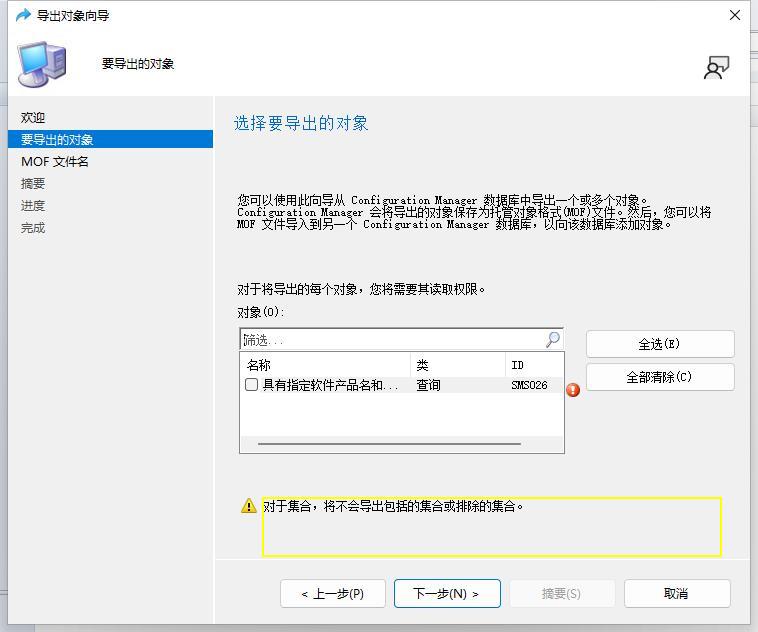 导出对象向导
要导出的对象
欢迎
要导出的对象
MOF 文件名
摘要
进度
完成
选择要导出的对象
您可以使用此向导从 Configuration Manager 数据库中导出一个或多个对象。
Configuration Manager 会将导出的对象保存为托管对象格式(MOF)文件。然后，您可以将
MOF 文件导入到另一个 Configuration Manager 数据库，以向该数据库添加对象。
对于将导出的每个对象，您将需要其读取权限。
对象(O):
筛选...
全选(E)
名称 类 ID
全部清除(C)
具有指定软件产品名和... 查询 SMS026
对于集合，将不会导出包括的集合或排除的集合。
< 上一步(P) 下一步(N) > 摘要(S) 取消